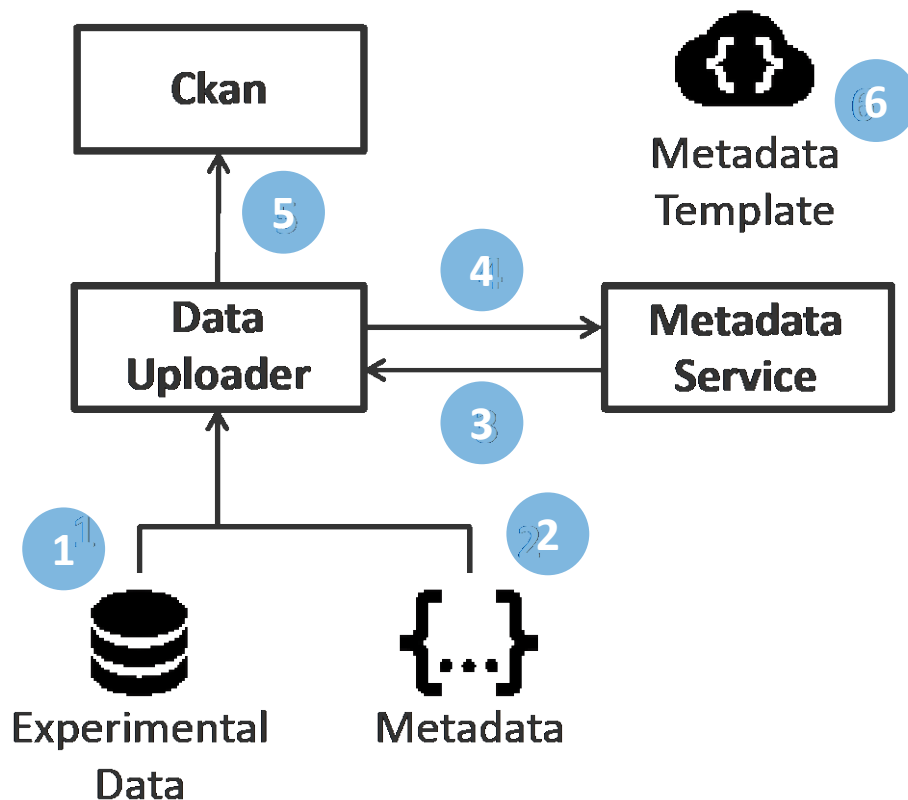 Ckan
6
Metadata
Template
5
4
Data
Uploader
Metadata
Service
3
1
2
{...}
Experimental
Data
Metadata